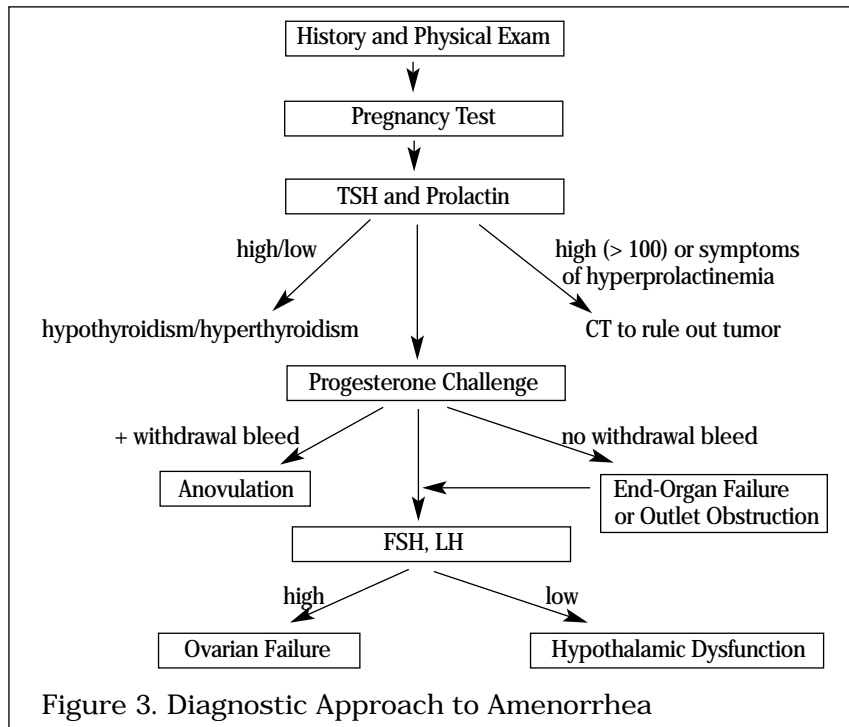 History and Physical Exam
Pregnancy Test
TSH and Prolactin
high/low
high (> 100) or symptoms
of hyperprolactinemia
hypothyroidism/hyperthyroidism
CT to rule out tumor
Progesterone Challenge
+ withdrawal bleed
no withdrawal bleed
Anovulation
End-Organ Failure
or Outlet Obstruction
FSH, LH
high
low
Ovarian Failure
Hypothalamic Dysfunction
Figure 3. Diagnostic Approach to Amenorrhea